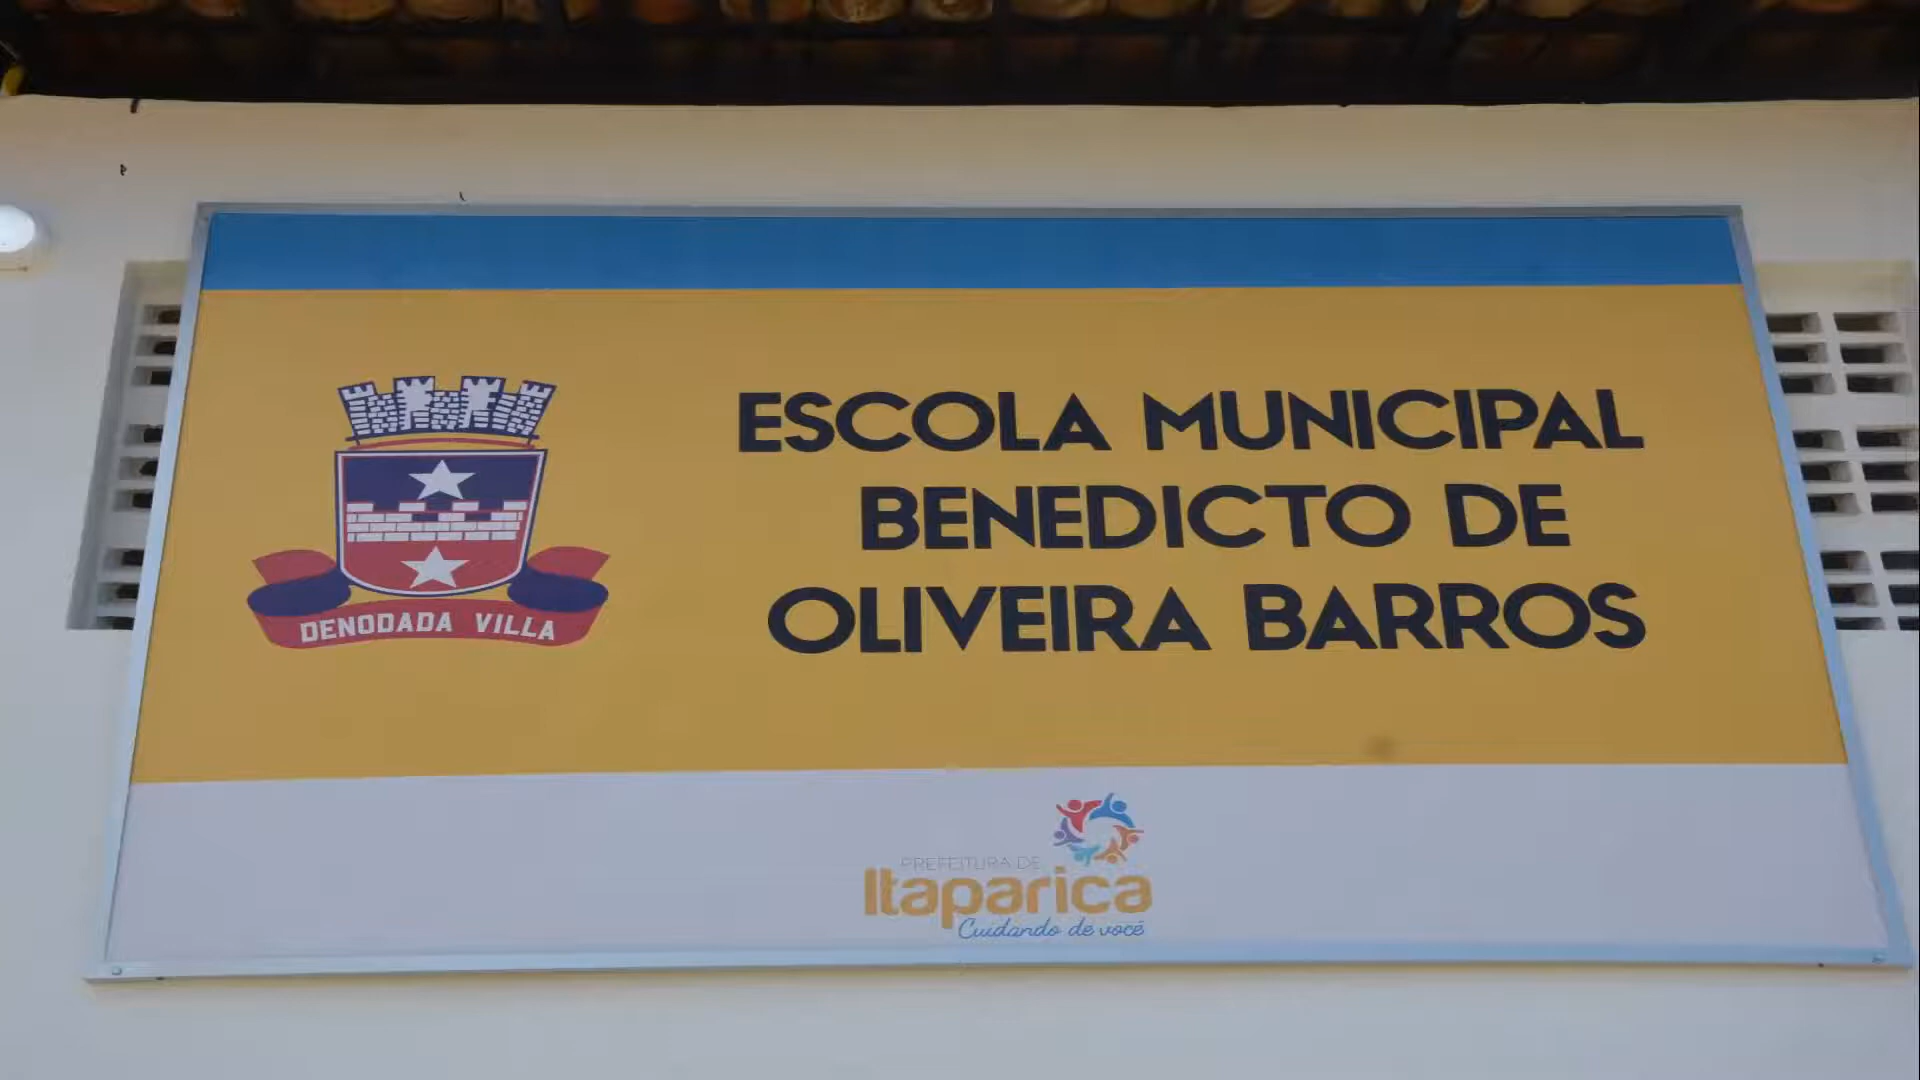 ESCOLA MUNICIPAL
BENEDICTO DE
OLIVEIRA BARROS
DENODADA VILLA
PREFEITURA DE
Itaparica
Cuidando de você